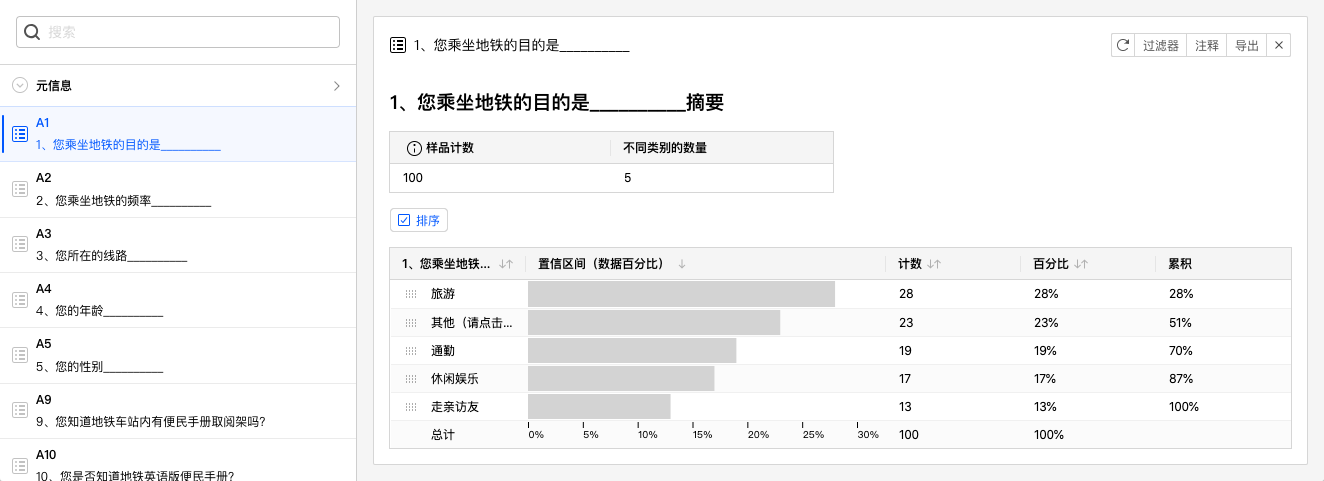 搜索
元信息
A1
1、您乘坐地铁的目的是__________
A2
2、您乘坐地铁的频率__________
A3
3、您所在的线路__________
A4
4、您的年龄__________
A5
5、您的性别__________
A9
9、您知道地铁车站内有便民手册取阅架吗?
A10
10、您是否知道地铁英语版便民手册?
1、您乘坐地铁的目的是__________
过滤器 注释 导出
1、您乘坐地铁的目的是__________摘要
样品计数 不同类别的数量
100 5
排序
1、您乘坐地铁... 置信区间（数据百分比） 计数 百分比 累积
旅游 28 28% 28%
其他（请点击... 23 23% 51%
通勤 19 19% 70%
休闲娱乐 17 17% 87%
走亲访友 13 13% 100%
总计 0% 5% 10% 15% 20% 25% 30% 100 100%